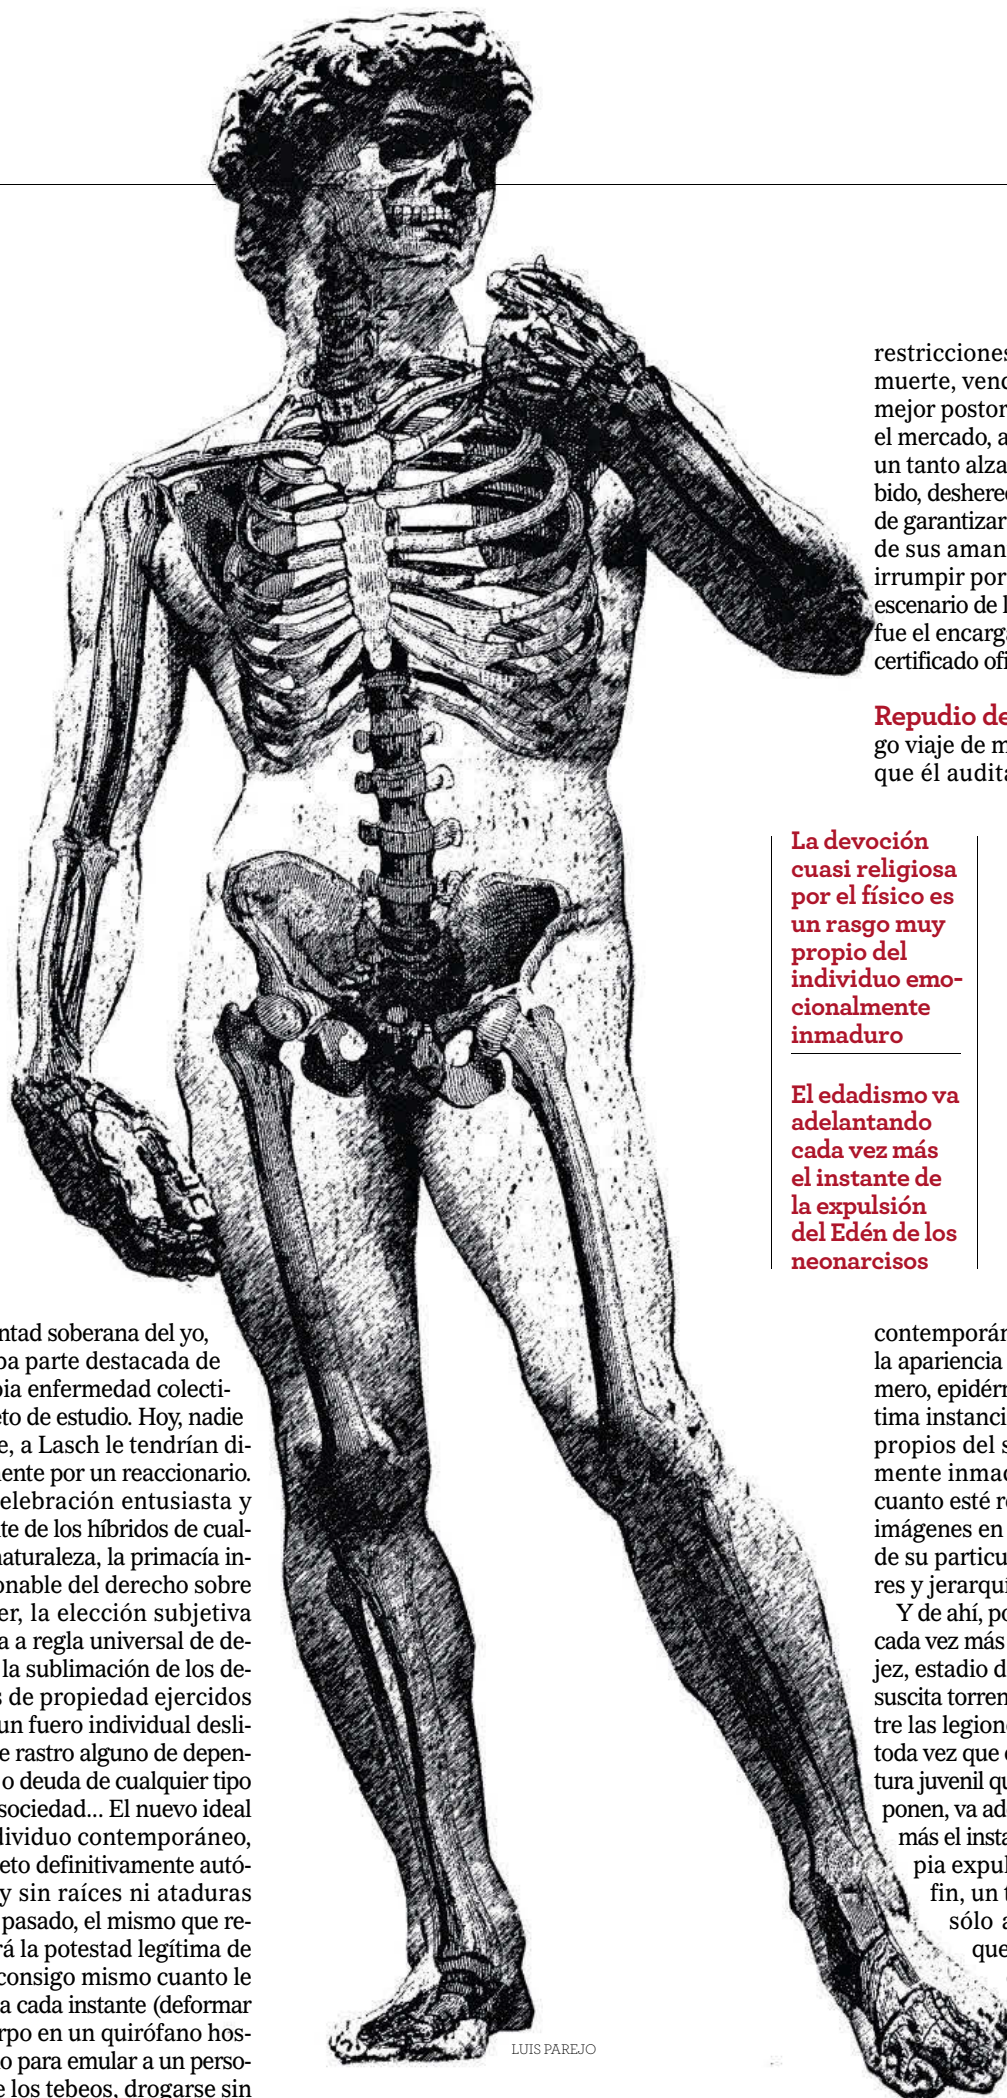 ntad soberana del yo,
ba parte destacada de
pia enfermedad colecti-
eto de estudio. Hoy, nadie
e, a Lasch le tendrían di-
ente por un reaccionario.
elebración entusiasta y
te de los híbridos de cual-
naturaleza, la primacía in-
onable del derecho sobre
er, la elección subjetiva
a a regla universal de de-
la sublimación de los de-
s de propiedad ejercidos
un fuero individual desli-
e rastro alguno de depen-
o deuda de cualquier tipo
sociedad... El nuevo ideal
dividuo contemporáneo,
eto definitivamente autó-
y sin raíces ni ataduras
pasado, el mismo que re-
rá la potestad legítima de
consigo mismo cuanto le
a cada instante (deformar
rpo en un quirófano hos-
o para emular a un perso-
e los tebeos, drogarse sin
LUIS PAREJO
restricciones
muerte, venc
mejor postor
el mercado, a
un tanto alza
bido, deshered
de garantizar
de sus aman
irrumpir por
escenario de l
fue el encarg
certificado ofi
Repudio de
go viaje de m
que él audita
La devoción
cuasi religiosa
por el físico es
un rasgo muy
propio del
individuo emo-
cionalmente
inmaduro
El edadismo va
adelantando
cada vez más
el instante de
la expulsión
del Edén de los
neonarcisos
contemporán
la apariencia
mero, epidérm
tima instanci
propios del s
mente inmad
cuanto esté re
imágenes en
de su particu
res y jerarquí
Y de ahí, po
cada vez más
jez, estadio d
suscita torren
tre las legione
toda vez que e
tura juvenil qu
ponen, va ad
más el insta
pia expul
fin, un t
sólo a
que